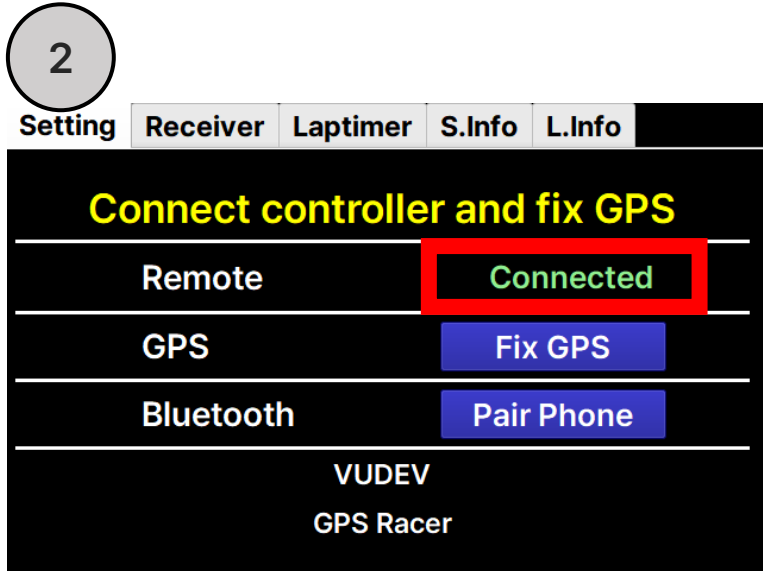 2
Setting Receiver Laptimer S.Info L.Info
Connect controller and fix GPS
Remote Connected
GPS Fix GPS
Bluetooth Pair Phone
VUDEV
GPS Racer